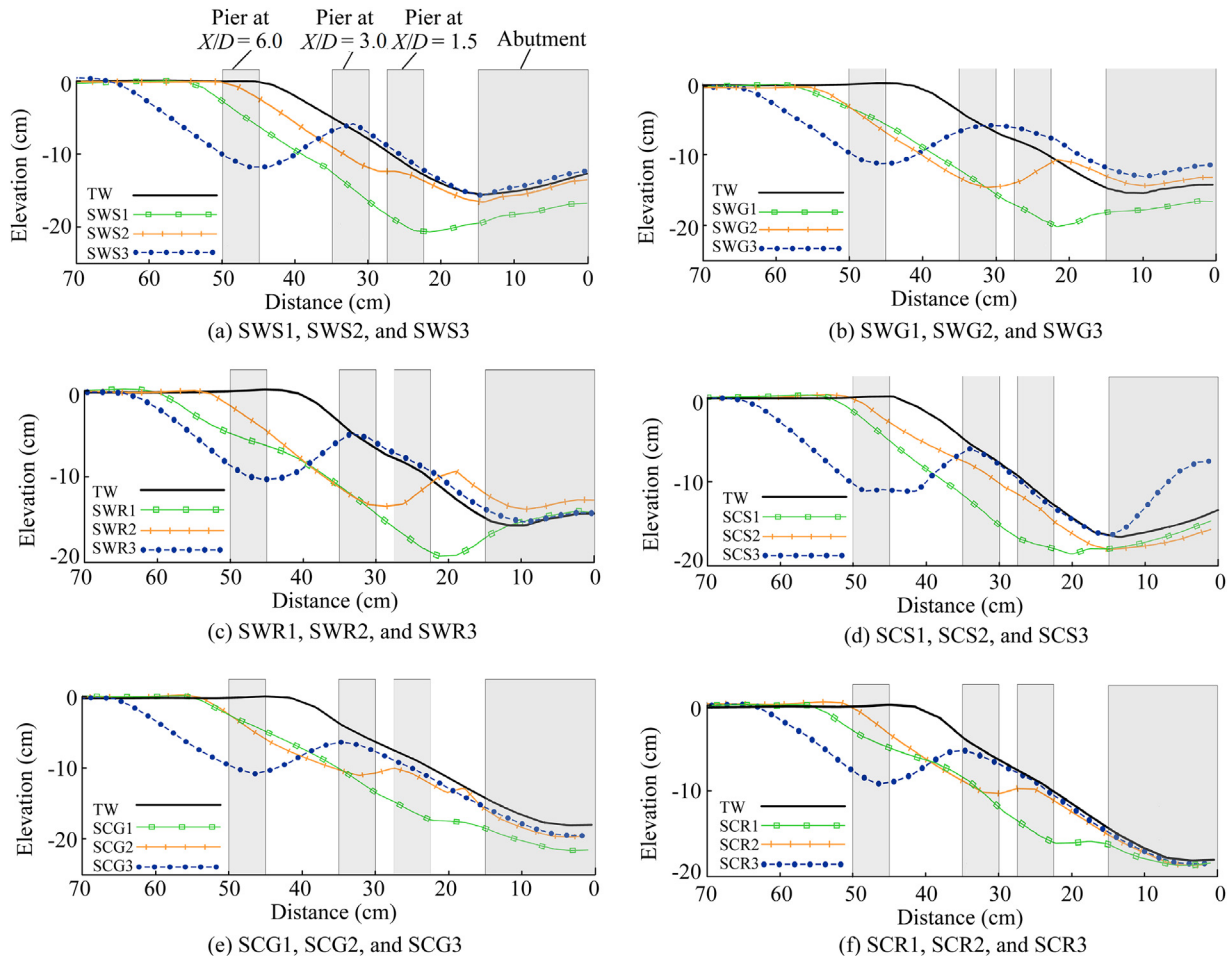 Pier at
X/D = 6.0
Pier at
X/D = 3.0
Pier at
X/D = 1.5
Abutment
Elevation (cm)
0
-10
-20
TW
SWS1
SWS2
SWS3
70 60 50 40 30 20 10 0
Distance (cm)
(a) SWS1, SWS2, and SWS3
Elevation (cm)
0
-10
-20
TW
SWG1
SWG2
SWG3
70 60 50 40 30 20 10 0
Distance (cm)
(b) SWG1, SWG2, and SWG3
Elevation (cm)
0
-10
-20
TW
SWR1
SWR2
SWR3
70 60 50 40 30 20 10 0
Distance (cm)
(c) SWR1, SWR2, and SWR3
Elevation (cm)
0
-10
-20
TW
SCS1
SCS2
SCS3
70 60 50 40 30 20 10 0
Distance (cm)
(d) SCS1, SCS2, and SCS3
Elevation (cm)
0
-10
-20
TW
SCG1
SCG2
SCG3
70 60 50 40 30 20 10 0
Distance (cm)
(e) SCG1, SCG2, and SCG3
Elevation (cm)
0
-10
-20
TW
SCR1
SCR2
SCR3
70 60 50 40 30 20 10 0
Distance (cm)
(f) SCR1, SCR2, and SCR3